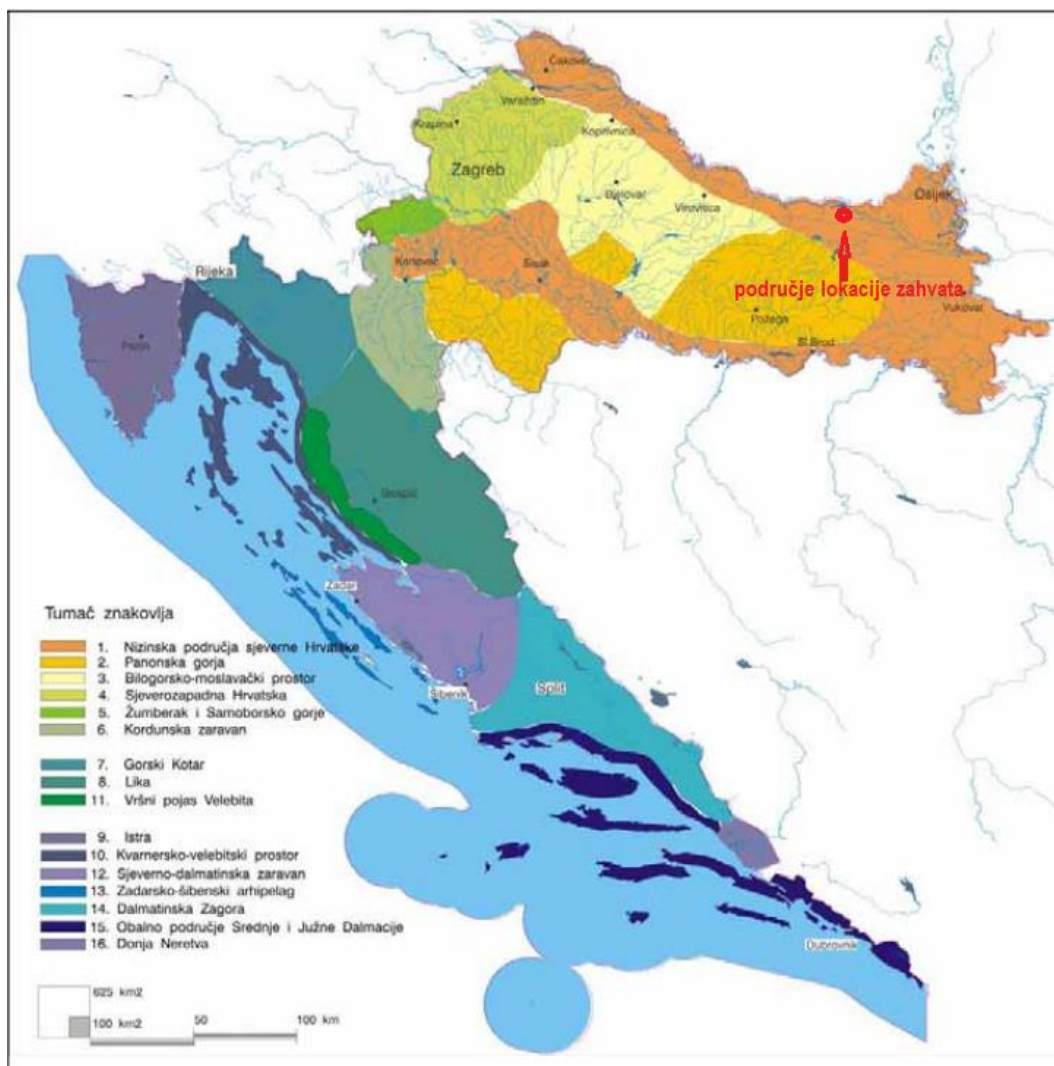 Čakovec
Varaždin
Krapina
Koprivnica
Zagreb
Bjelovar
Virovitica
Osijek
Karlovac
Sisak
područje lokacije zahvata
Vukovar
Požega
Sl.Brod
Rijeka
Pazin
Gospić
Zadar
Šibenik
Split
Dubrovnik
Tumač znakovlja
1. Nizinska područja sjeverne Hrvatske
2. Panonska gorja
3. Bilogorsko-moslavački prostor
4. Sjeverozapadna Hrvatska
5. Žumberak i Samoborsko gorje
6. Kordunska zaravan
7. Gorski Kotar
8. Lika
11. Vršni pojas Velebita
9. Istra
10. Kvarnersko-velebitski prostor
12. Sjeverno-dalmatinska zaravan
13. Zadarsko-šibenski arhipelag
14. Dalmatinska Zagora
15. Obalno područje Srednje i Južne Dalmacije
16. Donja Neretva
625 km2
100 km2
50
100 km